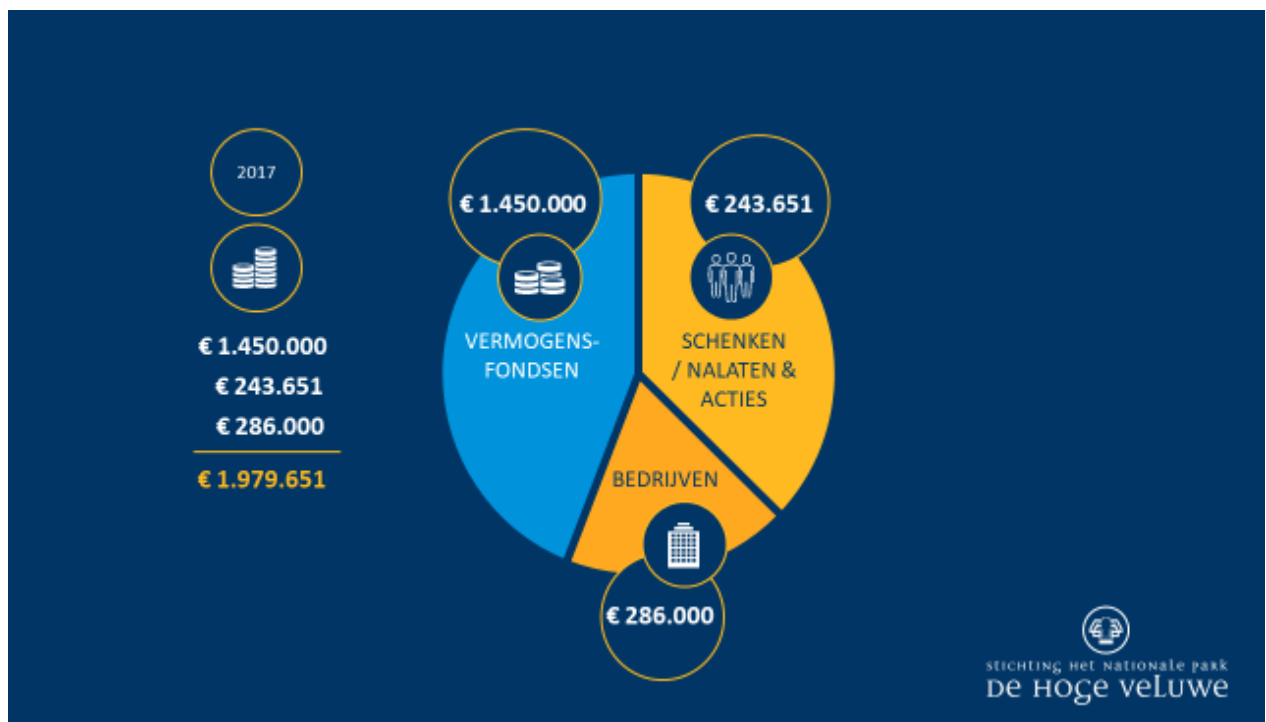 2017
€ 1.450.000
€ 243.651
€ 286.000
€ 1.979.651
€ 1.450.000
VERMOGENS-
FONDSEN
€ 243.651
SCHENKEN
/ NALATEN &
ACTIES
BEDRIJVEN
€ 286.000
STICHTING HET NATIONALE PARK
DE HOGE VELUWE